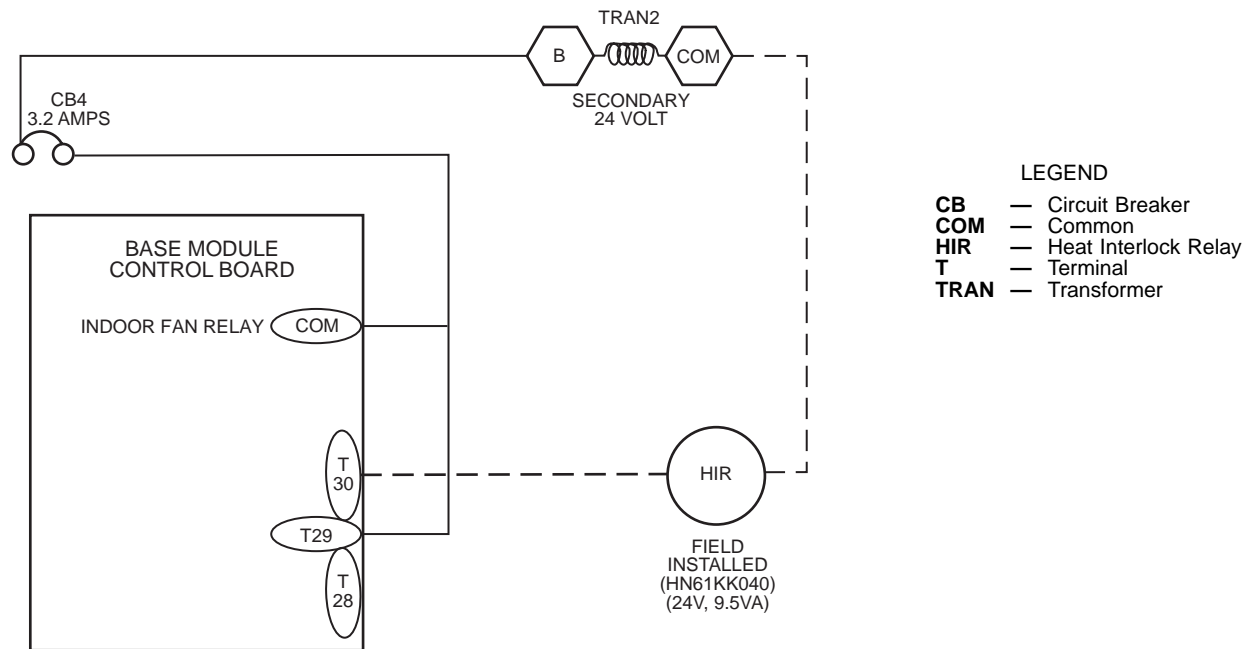 TRAN2
B
COM
SECONDARY
24 VOLT
CB4
3.2 AMPS
LEGEND
CB — Circuit Breaker
COM — Common
HIR — Heat Interlock Relay
T — Terminal
TRAN — Transformer
BASE MODULE
CONTROL BOARD
INDOOR FAN RELAY
COM
T
30
HIR
T29
T
28
FIELD
INSTALLED
(HN61KK040)
(24V, 9.5VA)